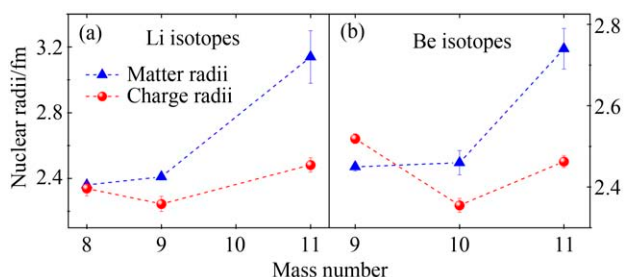 (a) Li isotopes
(b) Be isotopes
Matter radii
Charge radii
Nuclear radii/fm
3.2
2.8
2.4
2.8
2.6
2.4
8 9 10 11
9 10 11
Mass number